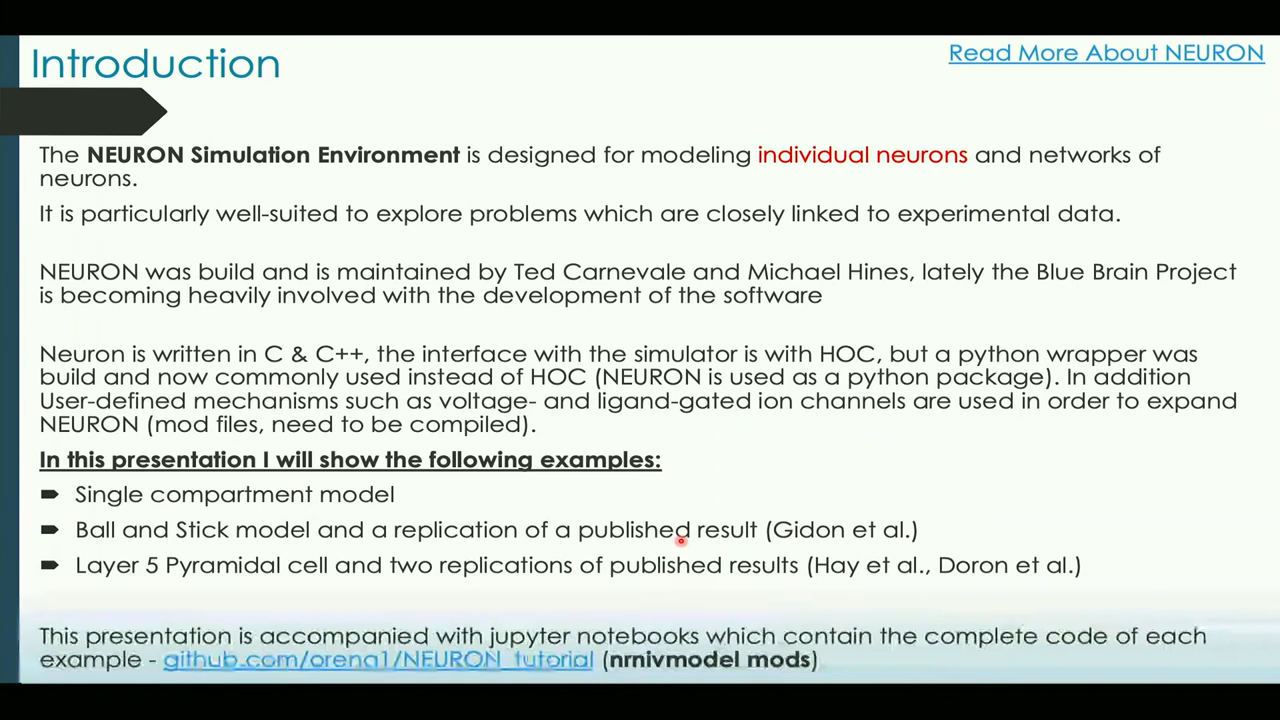 Introduction
Read More About NEURON
The NEURON Simulation Environment is designed for modeling individual neurons and networks of
neurons.
It is particularly well-suited to explore problems which are closely linked to experimental data.
NEURON was build and is maintained by Ted Carnevale and Michael Hines, lately the Blue Brain Project
is becoming heavily involved with the development of the software
Neuron is written in C & C++, the interface with the simulator is with HOC, but a python wrapper was
build and now commonly used instead of HOC (NEURON is used as a python package). In addition
User-defined mechanisms such as voltage- and ligand-gated ion channels are used in order to expand
NEURON (mod files, need to be compiled).
In this presentation I will show the following examples:
Single compartment model
Ball and Stick model and a replication of a published result (Gidon et al.)
Layer 5 Pyramidal cell and two replications of published results (Hay et al., Doron et al.)
This presentation is accompanied with jupyter notebooks which contain the complete code of each
example - github.com/orena1/NEURON_tutorial (nrnivmodel mods)